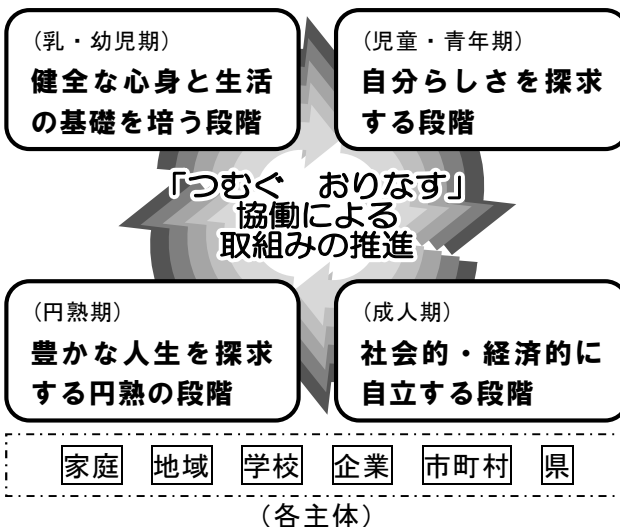 (乳・幼児期)
健全な心身と生活
の基礎を培う段階
(児童・青年期)
自分らしさを探求
する段階
「つむぐ　おりなす」
協働による
取組みの推進
(円熟期)
豊かな人生を探求
する円熟の段階
(成人期)
社会的・経済的に
自立する段階
家庭 地域 学校 企業 市町村 県
(各主体)